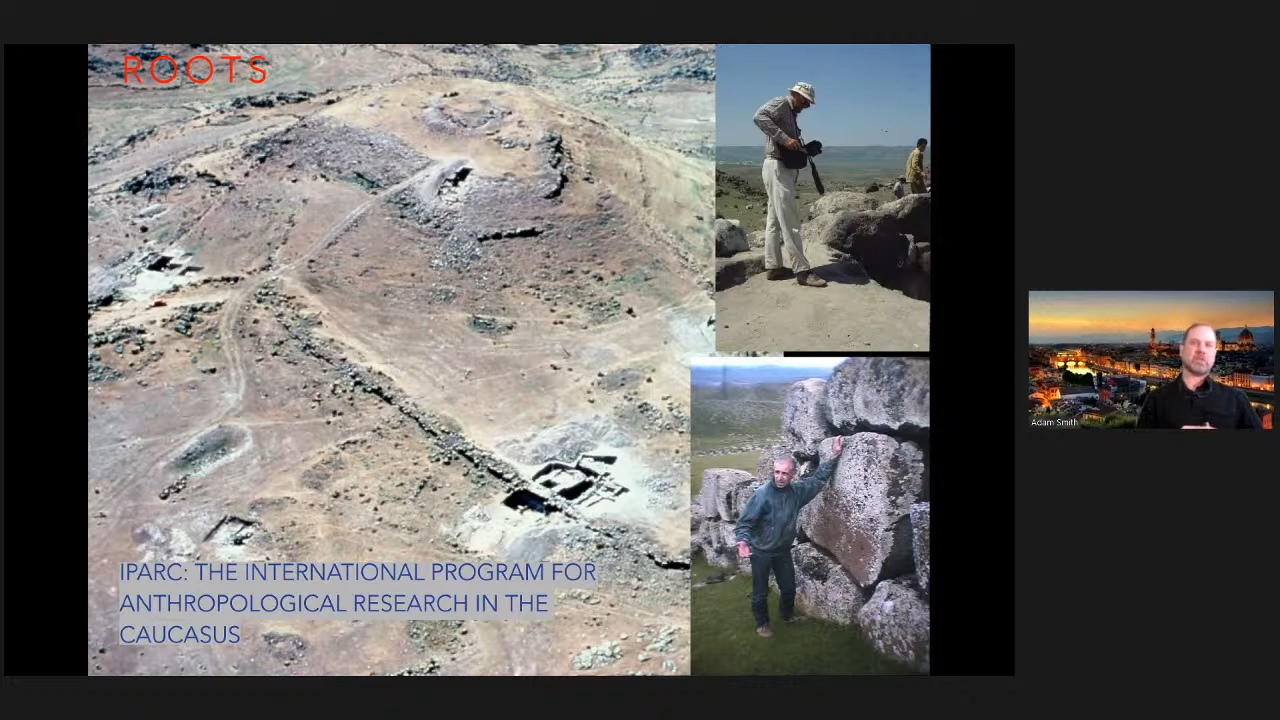 ROOTS
IPARC: THE INTERNATIONAL PROGRAM FOR
ANTHROPOLOGICAL RESEARCH IN THE
CAUCASUS
Adam Smith